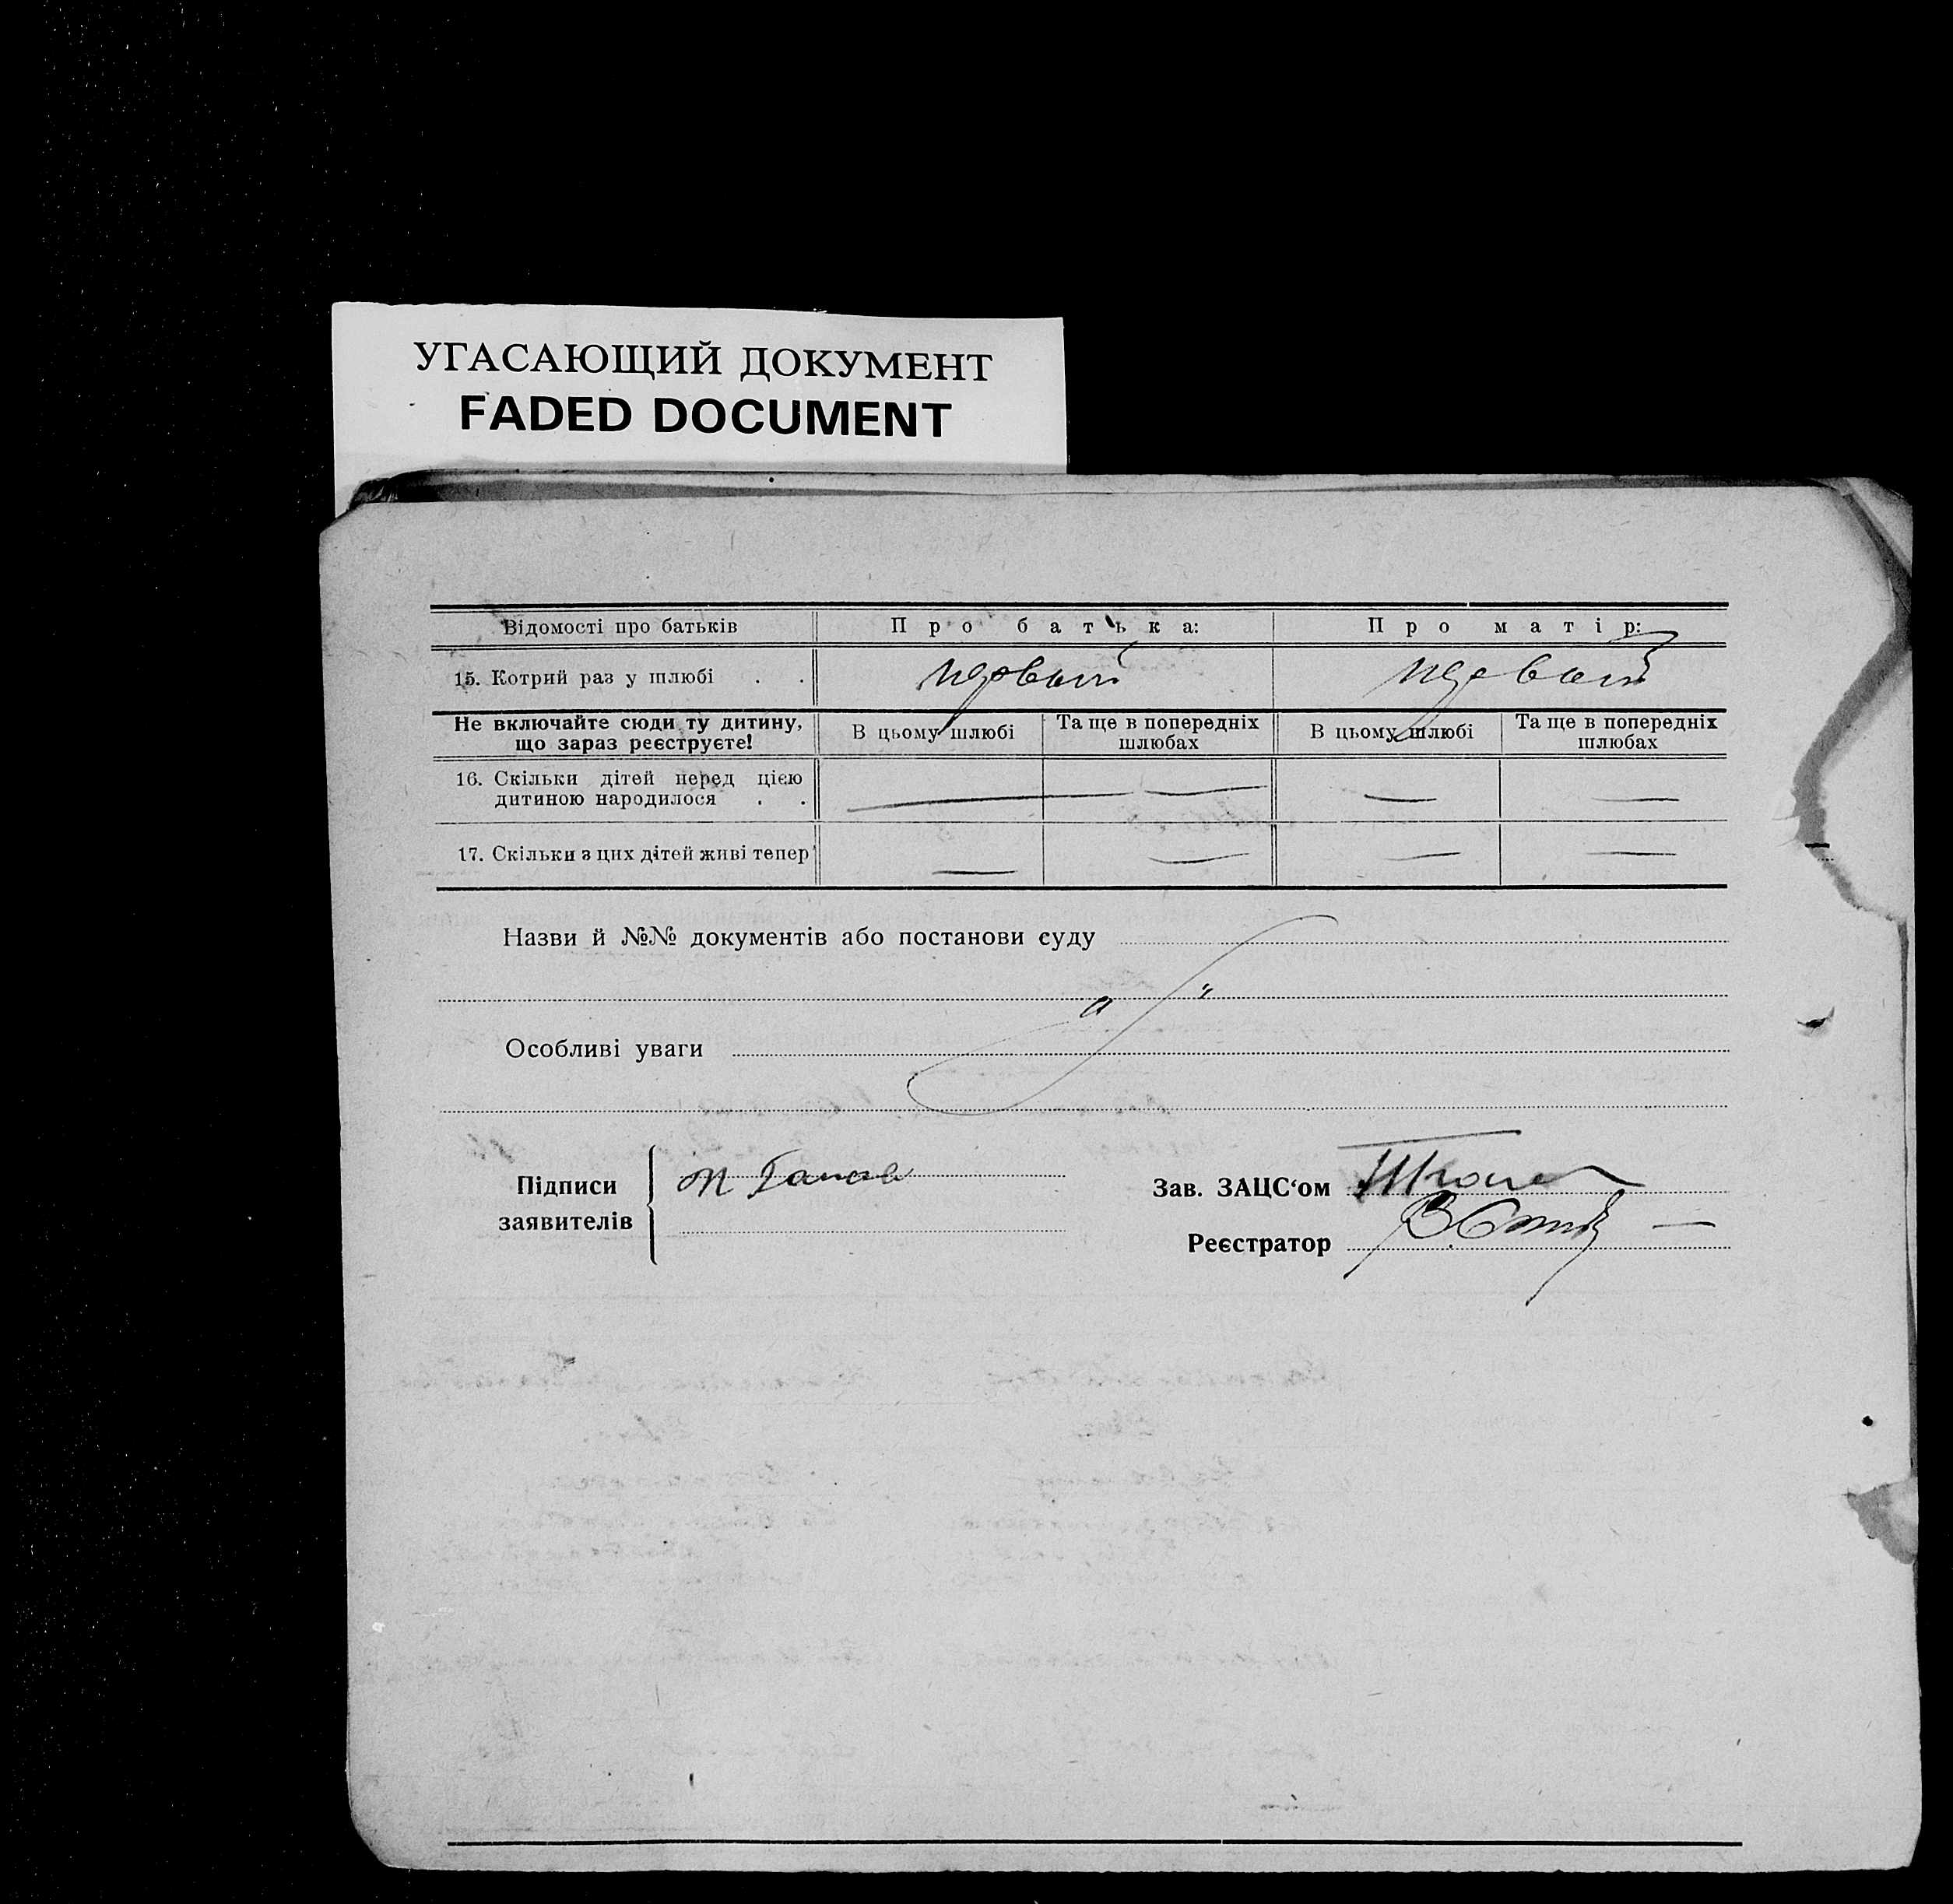 УГАСАЮЩИЙ ДОКУМЕНТ
FADED DOCUMENT
Відомості про батьків
Про батька:
Про матір:
15. Котрий раз у шлюбі . .
первый
первый
Не включайте сюди ту дитину,
що зараз реєструєте!
В цьому шлюбі
Та ще в попередніх
шлюбах
В цьому шлюбі
Та ще в попередніх
шлюбах
16. Скільки дітей перед цією
дитиною народилося . .
— — — —
17. Скільки з цих дітей живі тепер
— — — —
Назви й №№ документів або постанови суду
Особливі уваги
Підписи
заявителів
Зав. ЗАЦС‘ом
Реєстратор